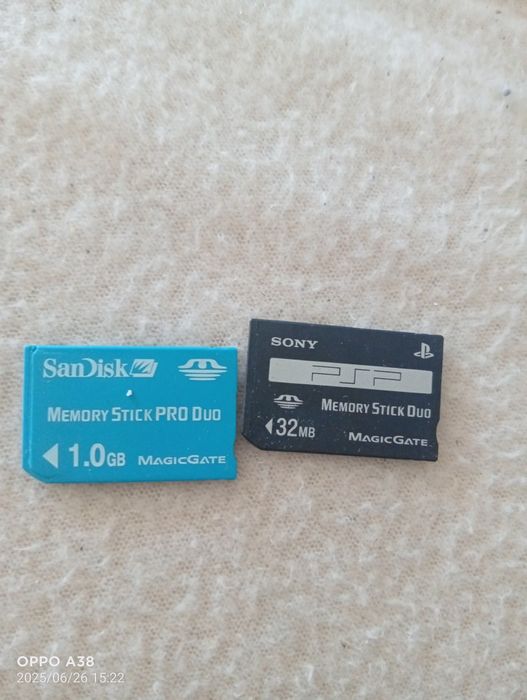 SanDisk
MEMORY STICK PRO DUO
1.0GB MAGICGATE
SONY
PSP
MEMORY STICK DUO
32MB MAGICGATE
OPPO A38
2025/06/26 15:22